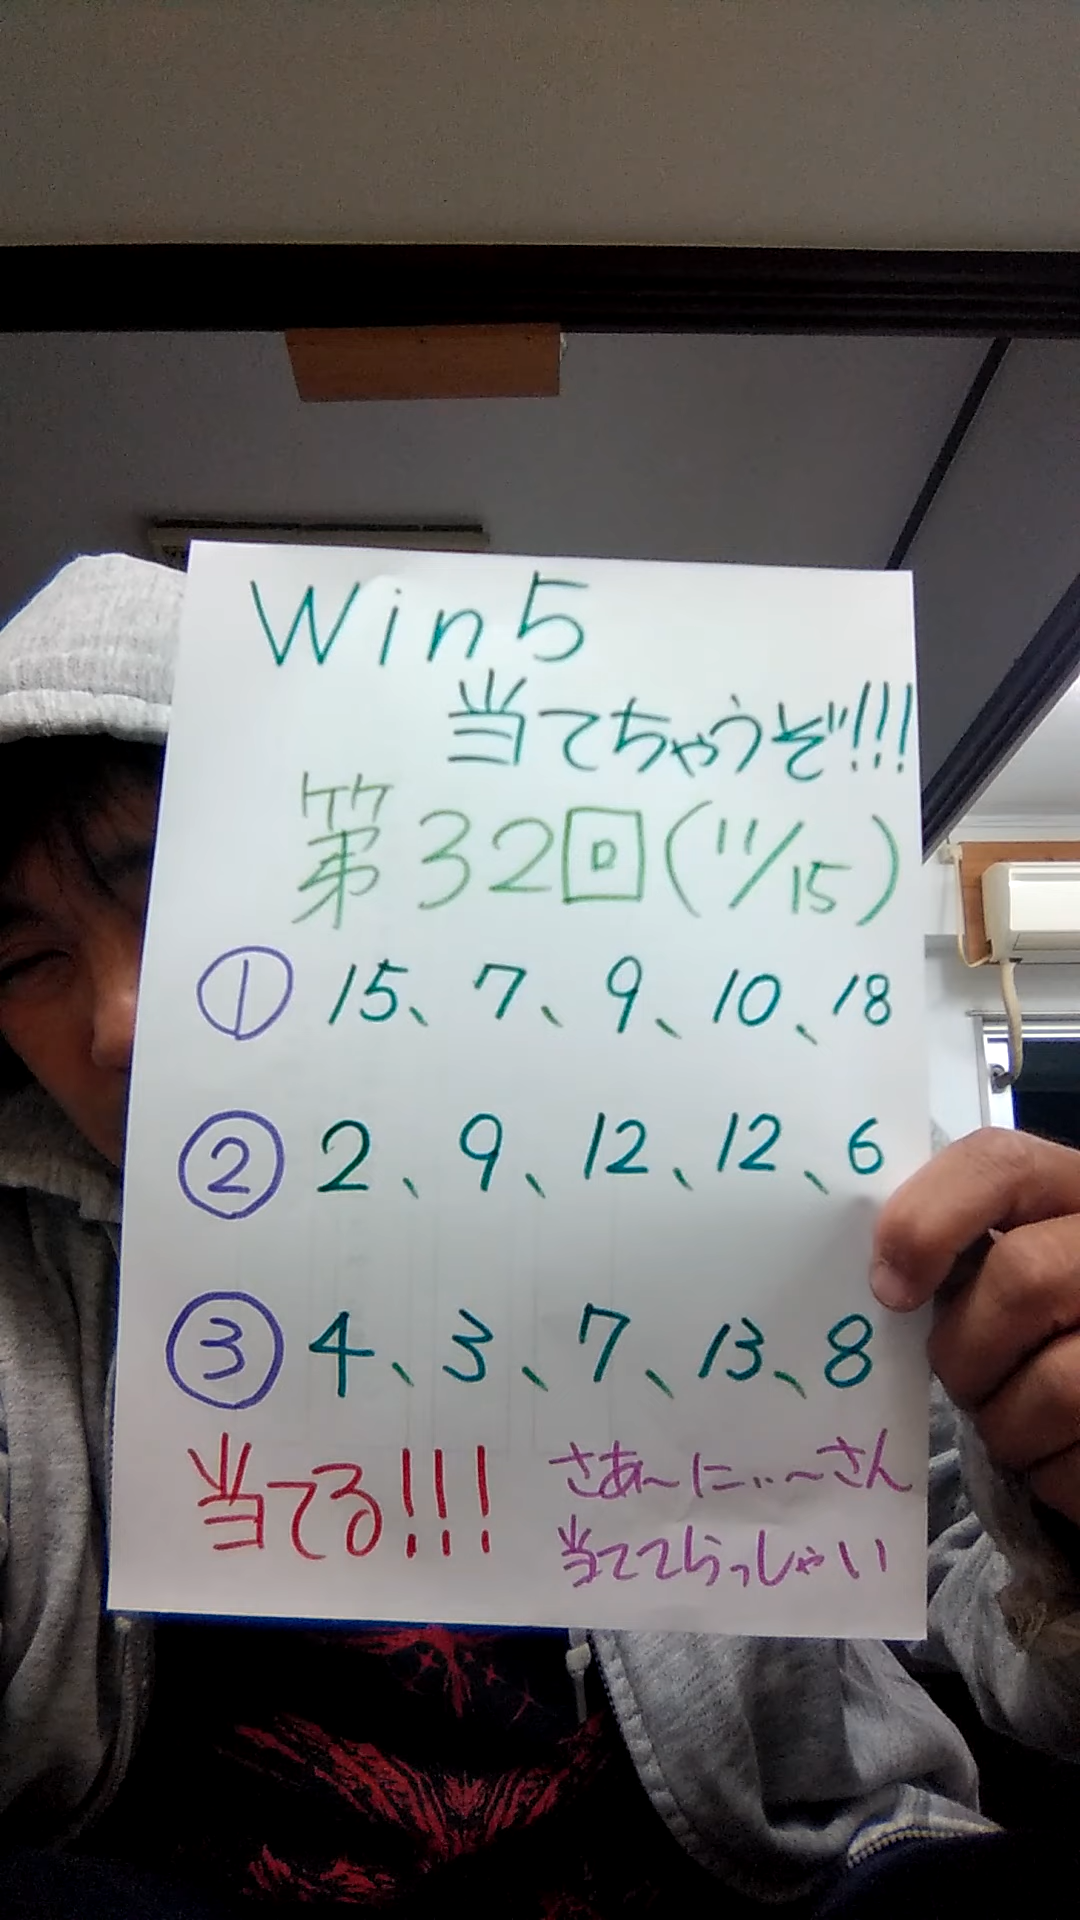 Win5
当てちゃうぞ!!!
第32回(11/15)
① 15、7、9、10、18
② 2、9、12、12、6
③ 4、3、7、13、8
当てる!!!
さあ～にぃ～さん
当ててらっしゃい